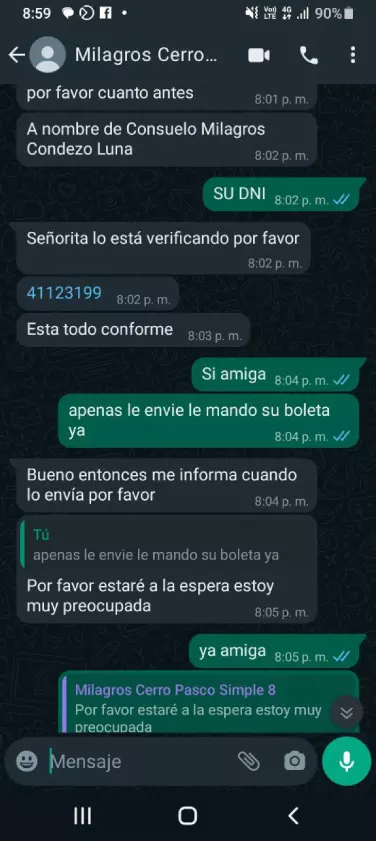 8:59
Voo) 4G
LTE
90%
Milagros Cerro...
por favor cuanto antes
8:01 p. m.
A nombre de Consuelo Milagros
Condezo Luna
8:02 p. m.
SU DNI 8:02 p. m.
Señorita lo está verificando por favor
8:02 p. m.
41123199 8:02 p. m.
Esta todo conforme 8:03 p. m.
Si amiga 8:04 p. m.
apenas le envie le mando su boleta
ya
8:04 p. m.
Bueno entonces me informa cuando
lo envía por favor
8:04 p. m.
Tú
apenas le envie le mando su boleta ya
Por favor estaré a la espera estoy
muy preocupada
8:05 p. m.
ya amiga 8:05 p. m.
Milagros Cerro Pasco Simple 8
Por favor estaré a la espera estoy muy
preocupada
Mensaje